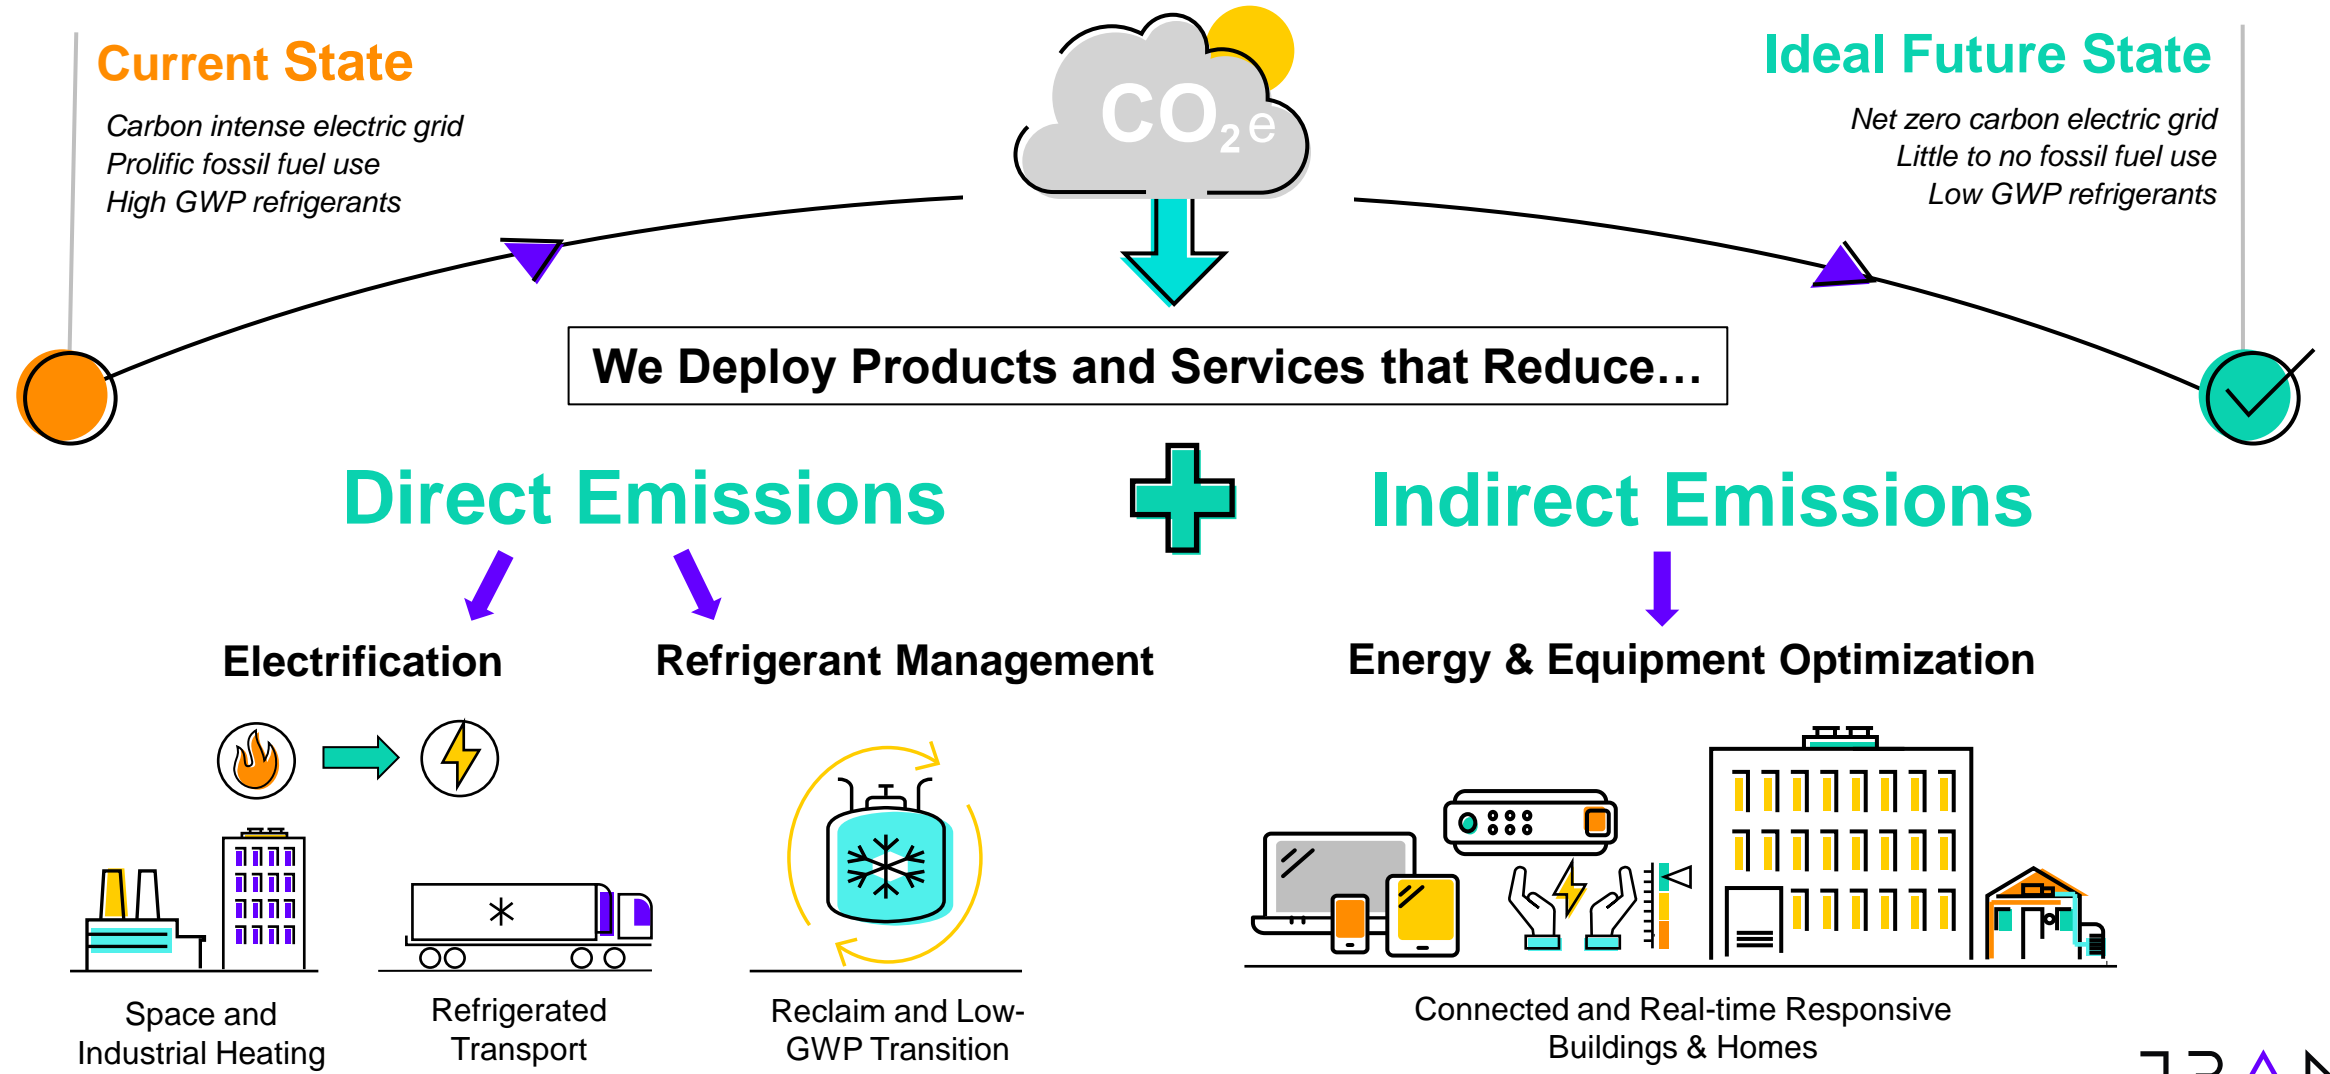 Current State
Carbon intense electric grid
Prolific fossil fuel use
High GWP refrigerants
CO₂e
Ideal Future State
Net zero carbon electric grid
Little to no fossil fuel use
Low GWP refrigerants
We Deploy Products and Services that Reduce…
Direct Emissions
Indirect Emissions
Electrification
Refrigerant Management
Energy & Equipment Optimization
Space and
Industrial Heating
Refrigerated
Transport
Reclaim and Low-
GWP Transition
Connected and Real-time Responsive
Buildings & Homes